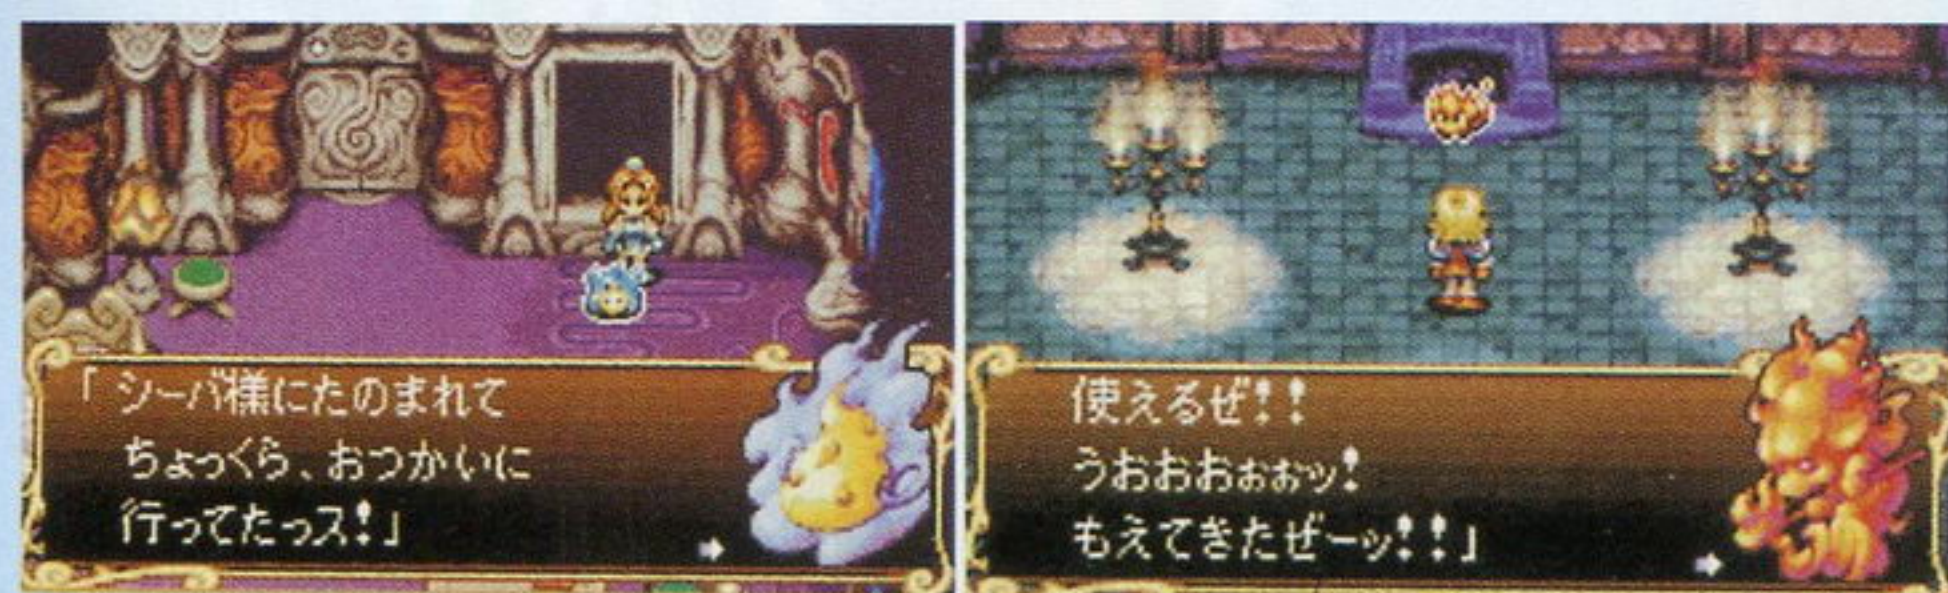 「シーバ様にたのまれて
ちょっくら、おつかいに
行ってたっス!」
使えるぜ!!
うおおおぉぉッ!
もえてきたぜーッ!!」